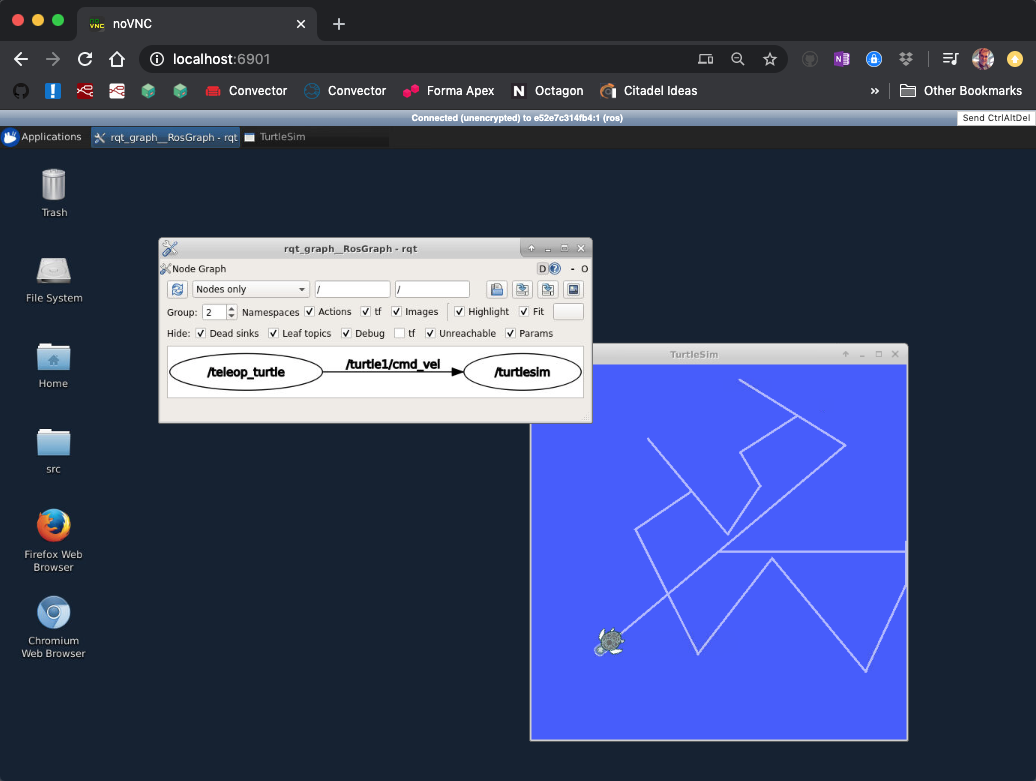 noVNC
localhost:6901
Convector
Convector
Forma Apex
N
Octagon
Citadel Ideas
»
Other Bookmarks
Connected (unencrypted) to e52e7c314fb4:1 (ros)
Send CtrlAltDel
Applications
rqt_graph__RosGraph - rqt
TurtleSim
Trash
File System
Home
src
Firefox Web
Browser
Chromium
Web Browser
rqt_graph__RosGraph - rqt
Node Graph
D
- O
Nodes only
/
/
Group: 2 Namespaces Actions tf Images Highlight Fit
Hide: Dead sinks Leaf topics Debug tf Unreachable Params
/teleop_turtle
/turtle1/cmd_vel
/turtlesim
TurtleSim